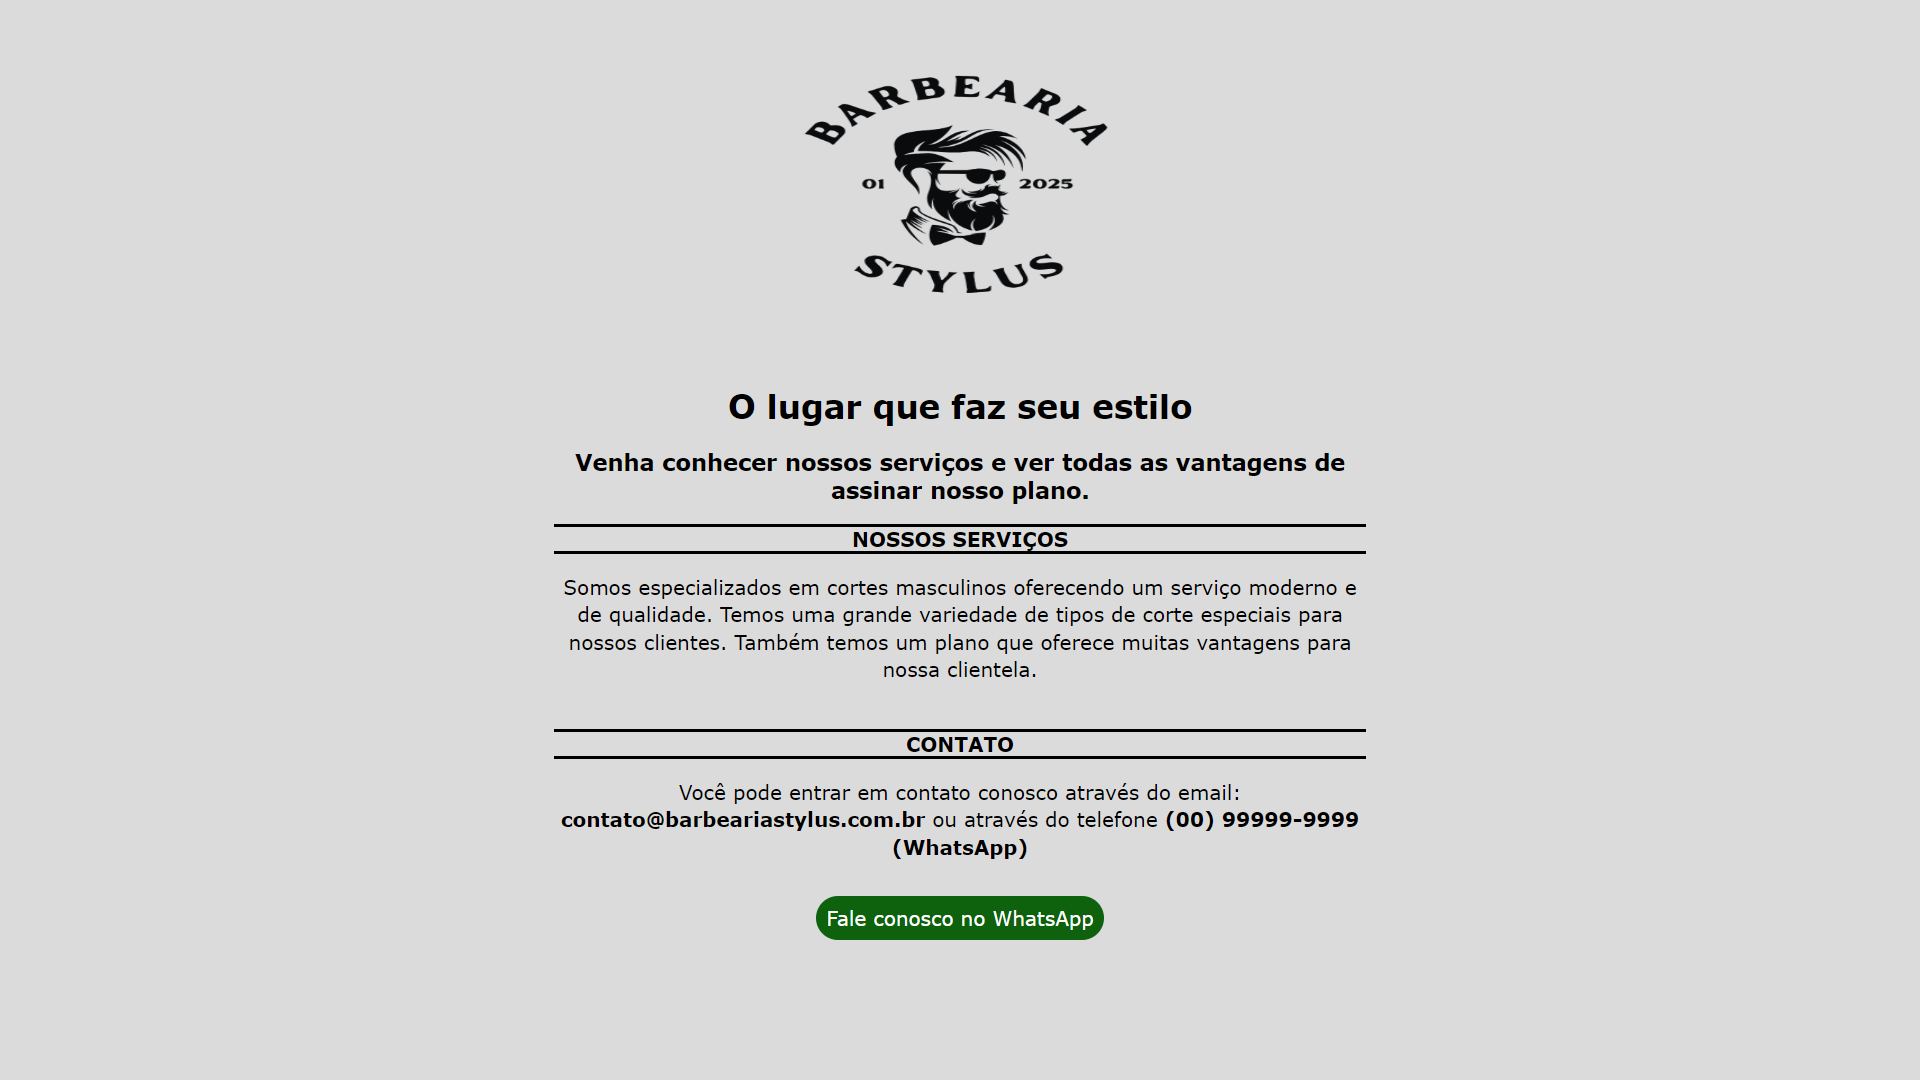 BARBEARIA
01 2025
STYLUS
O lugar que faz seu estilo
Venha conhecer nossos serviços e ver todas as vantagens de
assinar nosso plano.
NOSSOS SERVIÇOS
Somos especializados em cortes masculinos oferecendo um serviço moderno e
de qualidade. Temos uma grande variedade de tipos de corte especiais para
nossos clientes. Também temos um plano que oferece muitas vantagens para
nossa clientela.
CONTATO
Você pode entrar em contato conosco através do email:
contato@barbeariastylus.com.br ou através do telefone (00) 99999-9999
(WhatsApp)
Fale conosco no WhatsApp